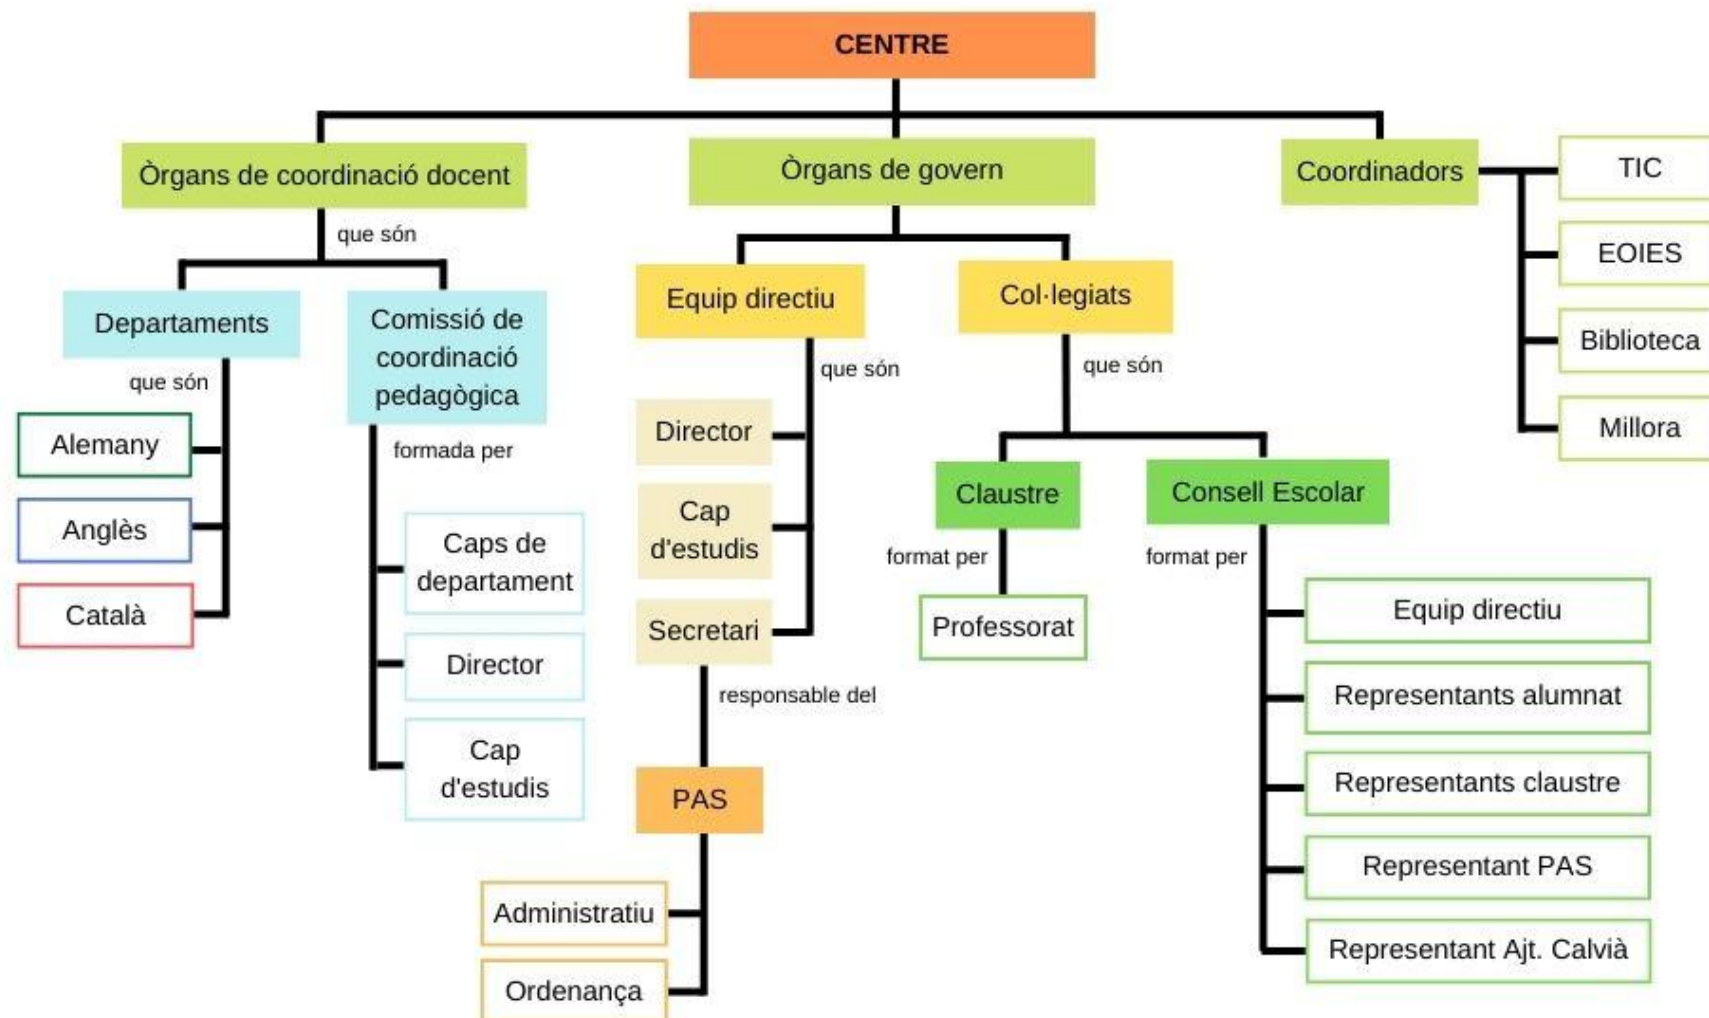 CENTRE
Òrgans de coordinació docent
Òrgans de govern
Coordinadors
TIC
EOIES
Biblioteca
Millora
que són
Departaments
Comissió de
coordinació
pedagògica
que són
Alemany
Anglès
Català
formada per
Caps de
departament
Director
Cap
d'estudis
Equip directiu
Col·legiats
que són
Director
Cap
d'estudis
Secretari
responsable del
PAS
Administratiu
Ordenança
que són
Claustre
Consell Escolar
format per
Professorat
format per
Equip directiu
Representants alumnat
Representants claustre
Representant PAS
Representant Ajt. Calvià